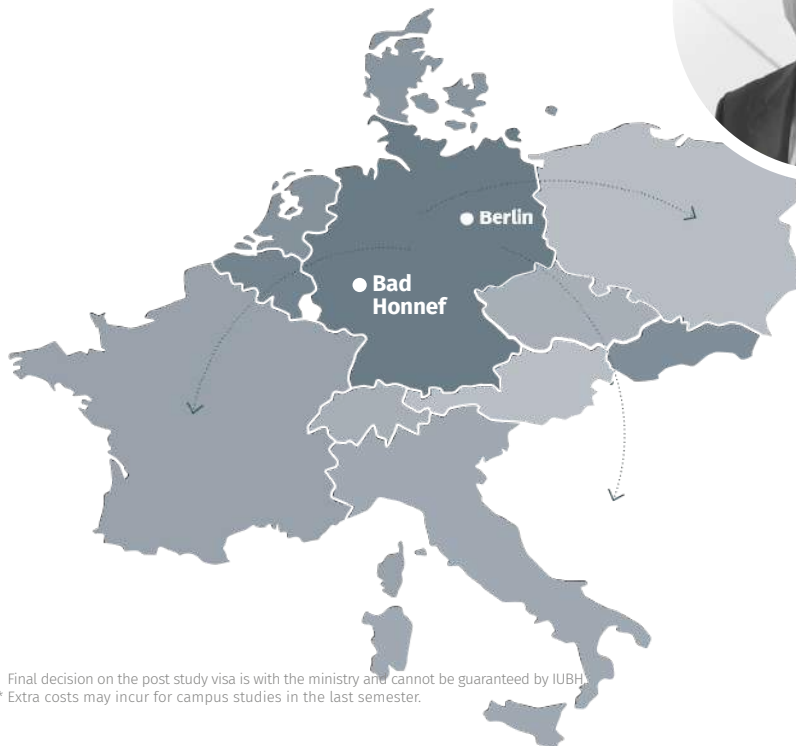 Berlin
Bad
Honnef
Final decision on the post study visa is with the ministry and cannot be guaranteed by IUBH.
* Extra costs may incur for campus studies in the last semester.